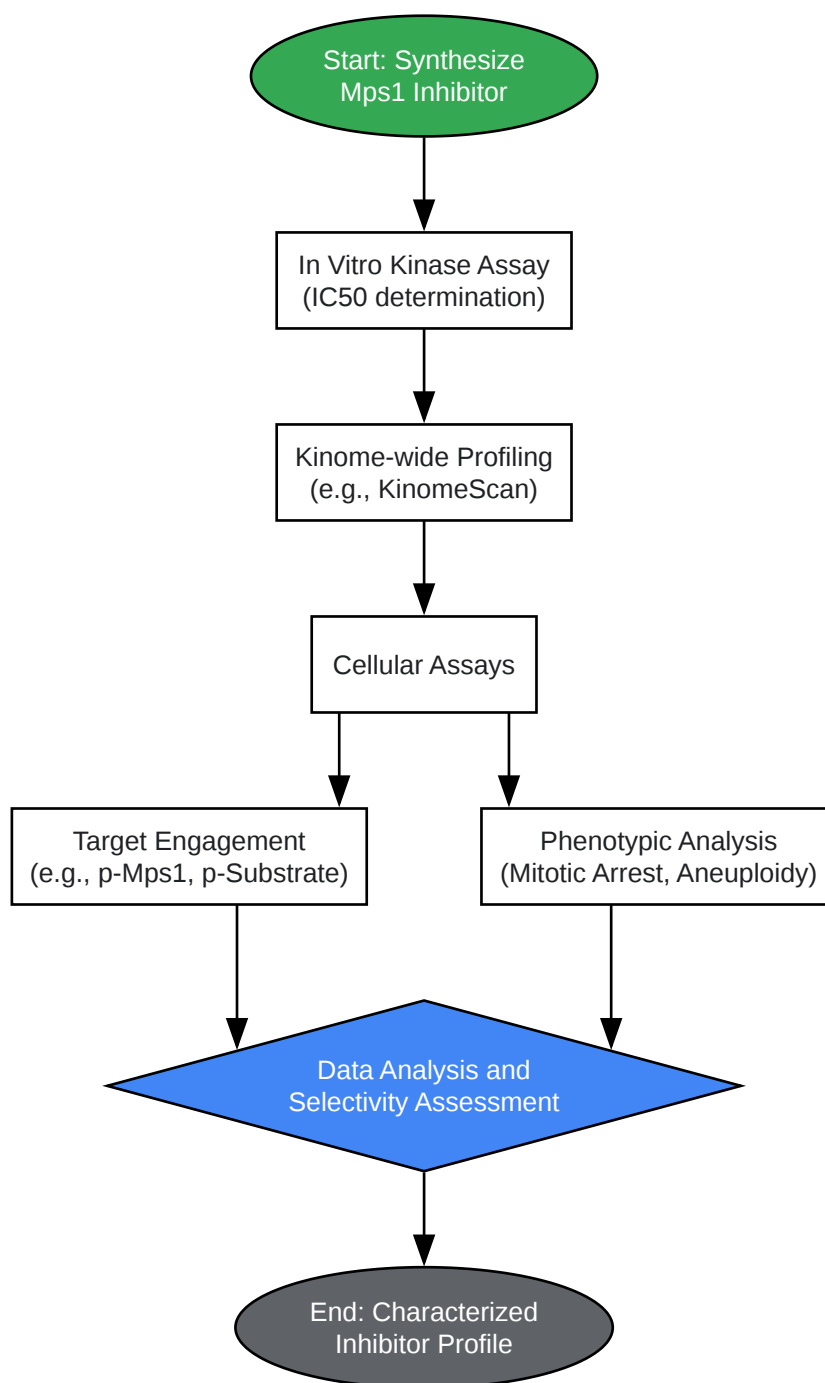 Start: Synthesize
Mps1 Inhibitor
In Vitro Kinase Assay
(IC50 determination)
Kinome-wide Profiling
(e.g., KinomeScan)
Cellular Assays
Target Engagement
(e.g., p-Mps1, p-Substrate)
Phenotypic Analysis
(Mitotic Arrest, Aneuploidy)
Data Analysis and
Selectivity Assessment
End: Characterized
Inhibitor Profile